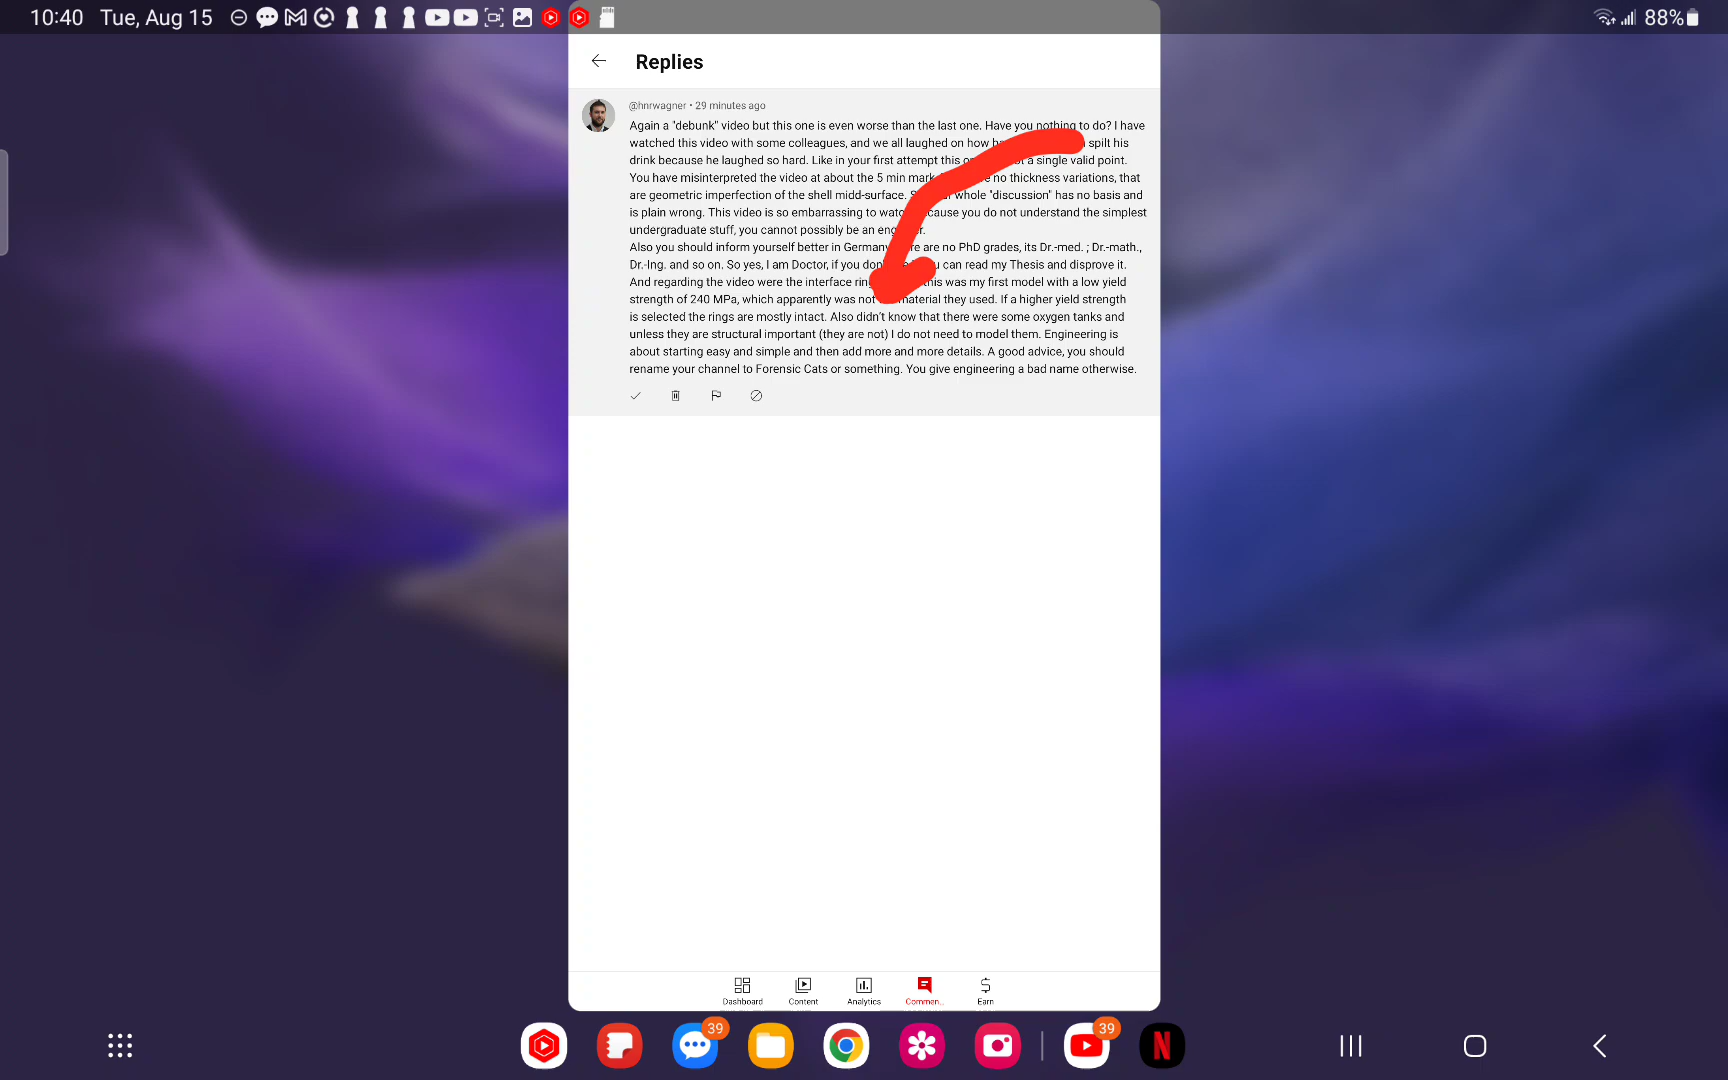 10:40 Tue, Aug 15
88%
Replies
@hnrwagner • 29 minutes ago
Again a "debunk" video but this one is even worse than the last one. Have you nothing to do? I have
watched this video with some colleagues, and we all laughed on how spilt his
drink because he laughed so hard. Like in your first attempt this a single valid point.
You have misinterpreted the video at about the 5 min mark no thickness variations, that
are geometric imperfection of the shell midd-surface. whole "discussion" has no basis and
is plain wrong. This video is so embarrassing to because you do not understand the simplest
undergraduate stuff, you cannot possibly be an
Also you should inform yourself better in Germany are no PhD grades, its Dr.-med. ; Dr.-math.,
Dr.-Ing. and so on. So yes, I am Doctor, if you can read my Thesis and disprove it.
And regarding the video were the interface this was my first model with a low yield
strength of 240 MPa, which apparently was not material they used. If a higher yield strength
is selected the rings are mostly intact. Also didn't know that there were some oxygen tanks and
unless they are structural important (they are not) I do not need to model them. Engineering is
about starting easy and simple and then add more and more details. A good advice, you should
rename your channel to Forensic Cats or something. You give engineering a bad name otherwise.
Dashboard Content Analytics Commen... Earn
39 39